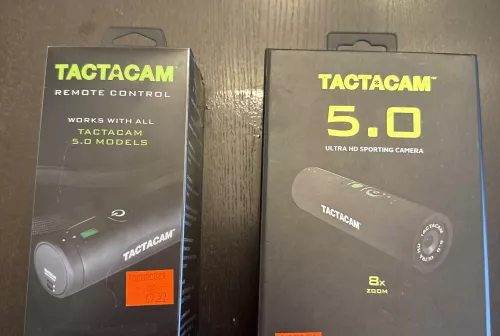 TACTACAM
REMOTE CONTROL
WORKS WITH ALL
TACTACAM
5.0 MODELS
TACTACAM
TACTACAM™
5.0
ULTRA HD SPORTING CAMERA
TACTACAM
8x
ZOOM